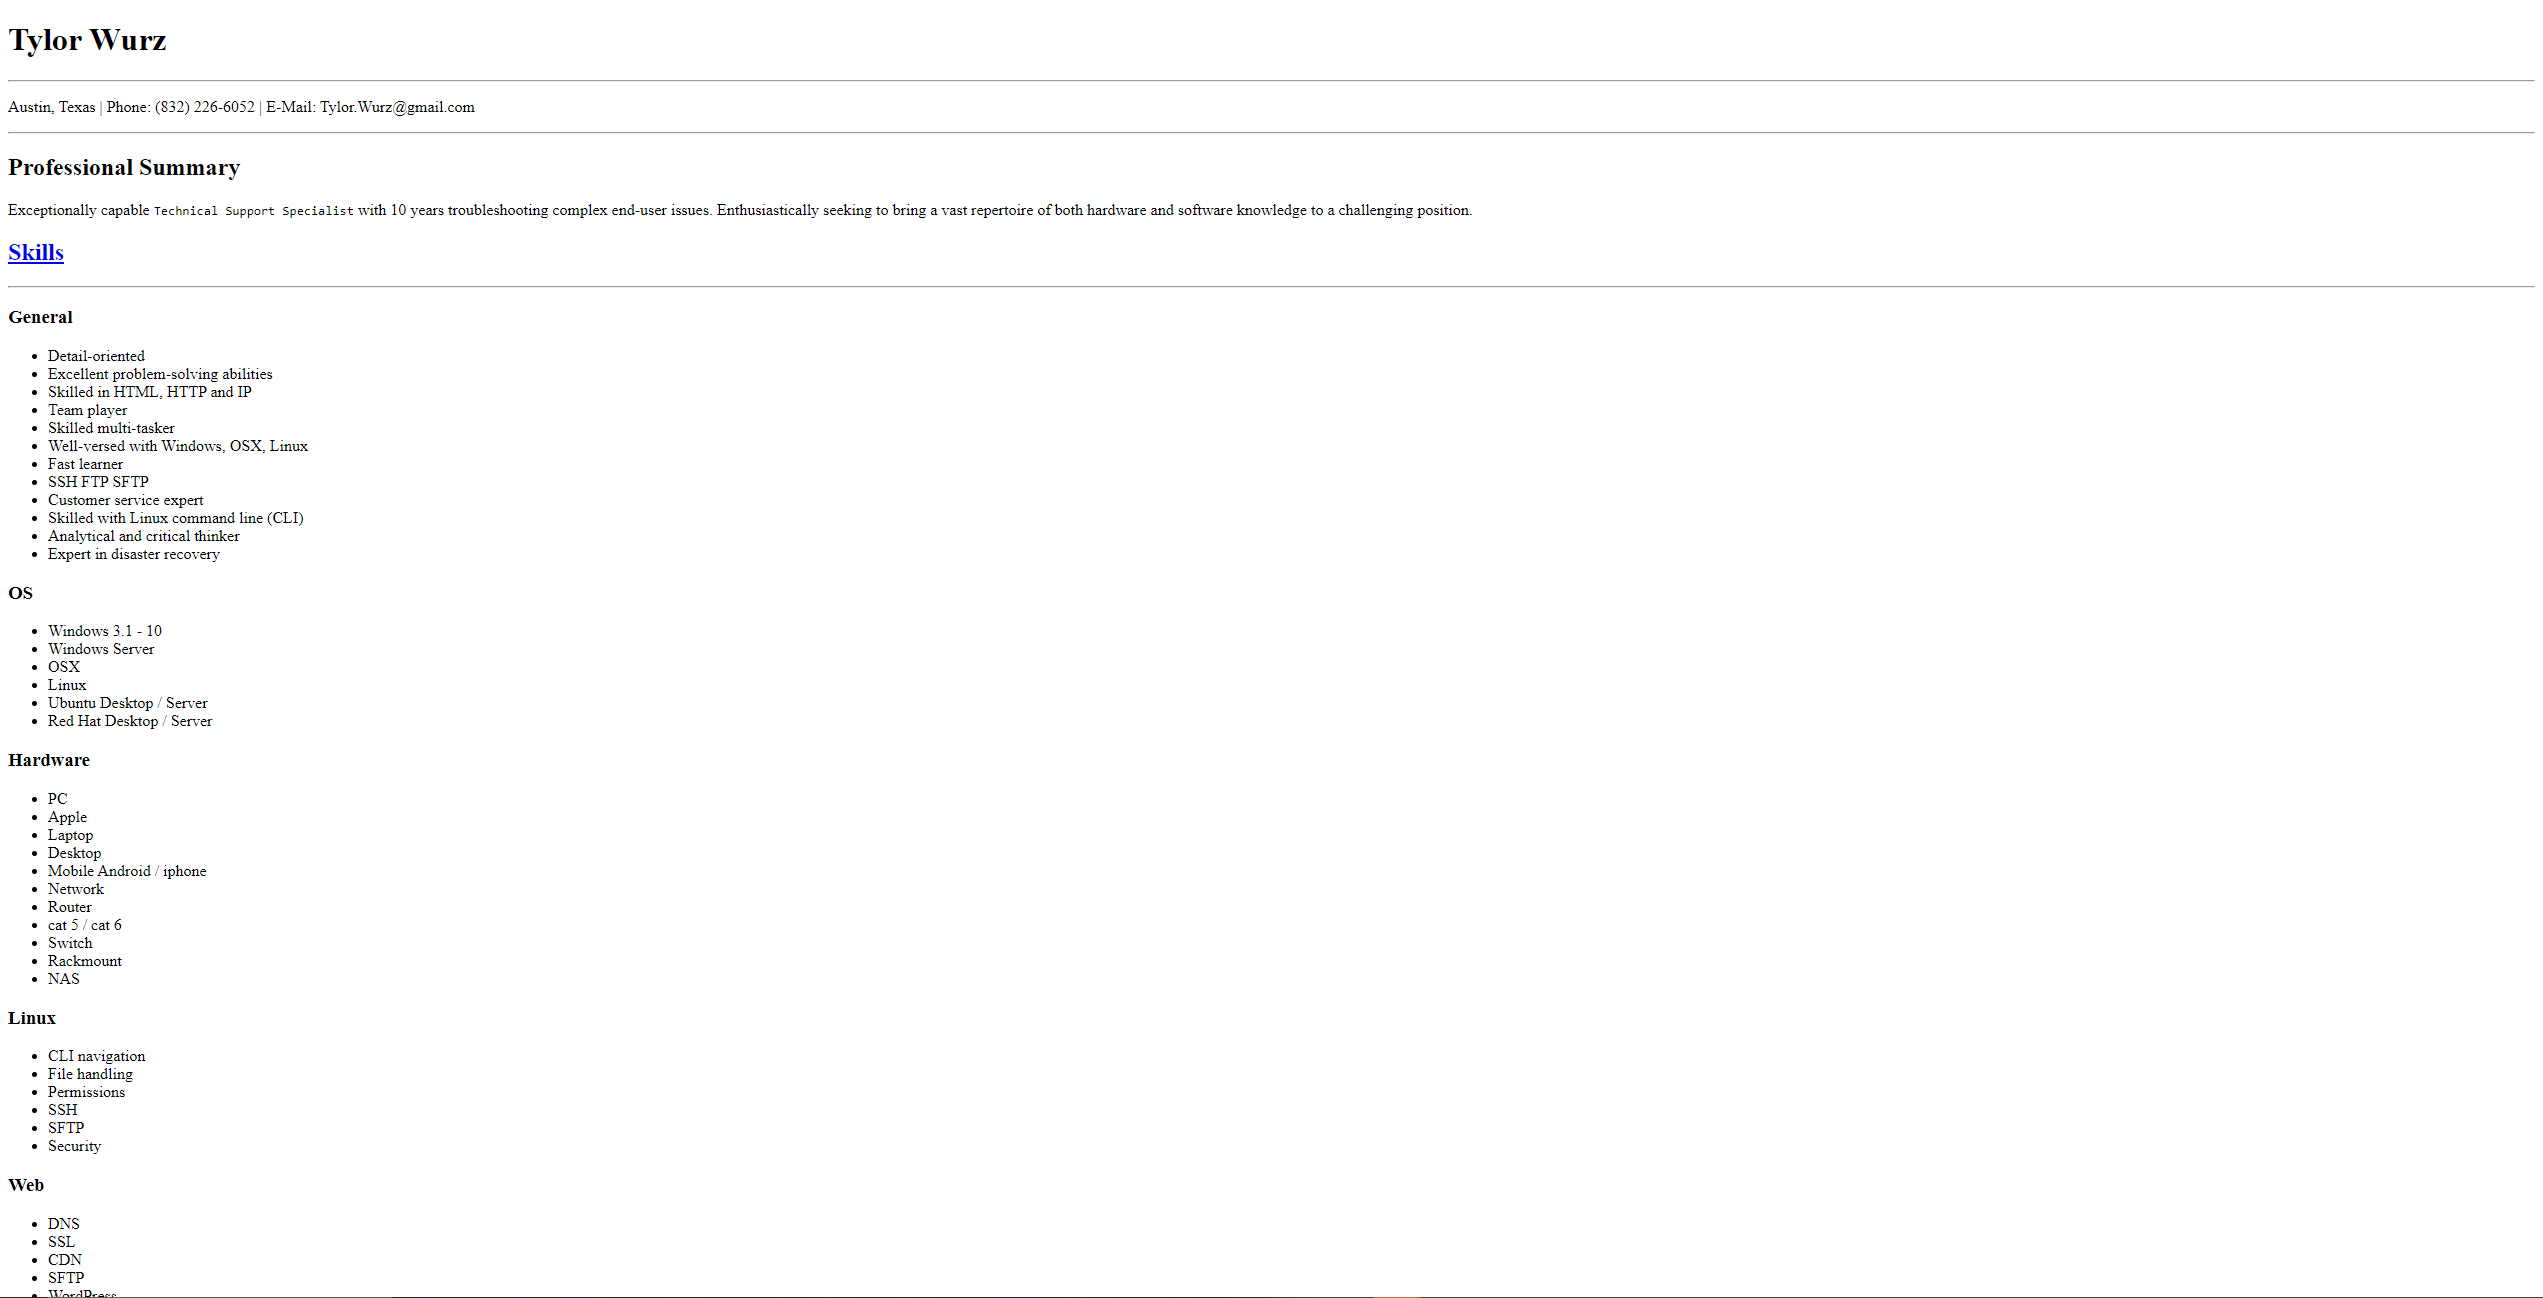 Tylor Wurz
Austin, Texas | Phone: (832) 226-6052 | E-Mail: Tylor.Wurz@gmail.com
Professional Summary
Exceptionally capable Technical Support Specialist with 10 years troubleshooting complex end-user issues. Enthusiastically seeking to bring a vast repertoire of both hardware and software knowledge to a challenging position.
Skills
General
• Detail-oriented
• Excellent problem-solving abilities
• Skilled in HTML, HTTP and IP
• Team player
• Skilled multi-tasker
• Well-versed with Windows, OSX, Linux
• Fast learner
• SSH FTP SFTP
• Customer service expert
• Skilled with Linux command line (CLI)
• Analytical and critical thinker
• Expert in disaster recovery
OS
• Windows 3.1 - 10
• Windows Server
• OSX
• Linux
• Ubuntu Desktop / Server
• Red Hat Desktop / Server
Hardware
• PC
• Apple
• Laptop
• Desktop
• Mobile Android / iphone
• Network
• Router
• cat 5 / cat 6
• Switch
• Rackmount
• NAS
Linux
• CLI navigation
• File handling
• Permissions
• SSH
• SFTP
• Security
Web
• DNS
• SSL
• CDN
• SFTP
• WordPress